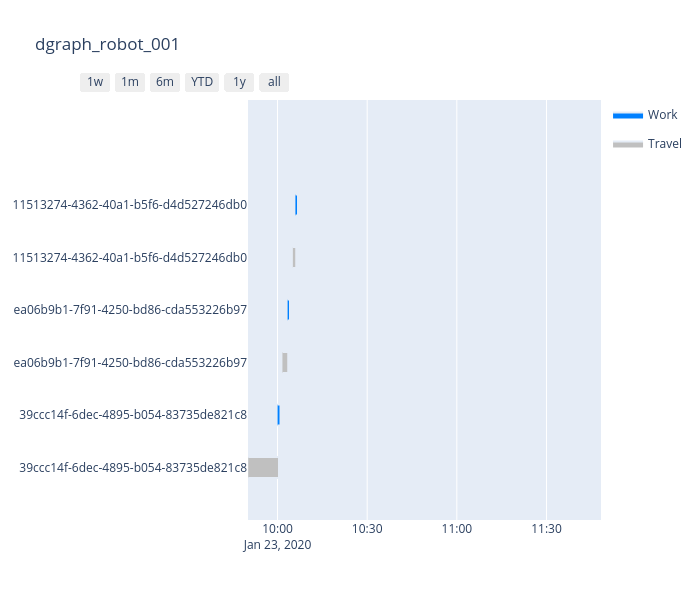 dgraph_robot_001
1w 1m 6m YTD 1y all
Work
Travel
11513274-4362-40a1-b5f6-d4d527246db0
11513274-4362-40a1-b5f6-d4d527246db0
ea06b9b1-7f91-4250-bd86-cda553226b97
ea06b9b1-7f91-4250-bd86-cda553226b97
39ccc14f-6dec-4895-b054-83735de821c8
39ccc14f-6dec-4895-b054-83735de821c8
10:00 10:30 11:00 11:30
Jan 23, 2020